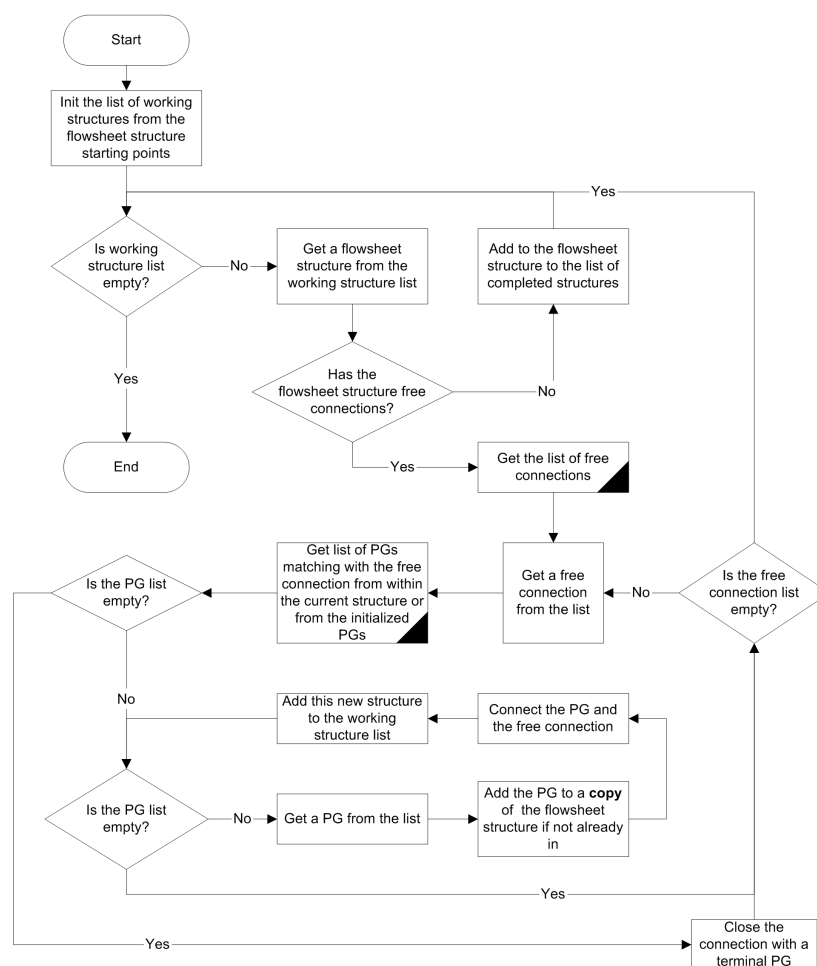 Start
Init the list of working
structures from the
flowsheet structure
starting points
Yes
Is working
structure list
empty?
No
Get a flowsheet
structure from the
working structure list
Add to the flowsheet
structure to the list of
completed structures
Yes
Has the
flowsheet structure free
connections?
No
End
Yes
Get the list of free
connections
Is the PG list
empty?
Get list of PGs
matching with the free
connection from within
the current structure or
from the initialized
PGs
Get a free
connection
from the list
No
Is the free
connection list
empty?
No
Add this new structure
to the working
structure list
Connect the PG and
the free connection
Is the PG list
empty?
No
Get a PG from the list
Add the PG to a copy
of the flowsheet
structure if not already
in
Yes
Yes
Close the
connection with a
terminal PG